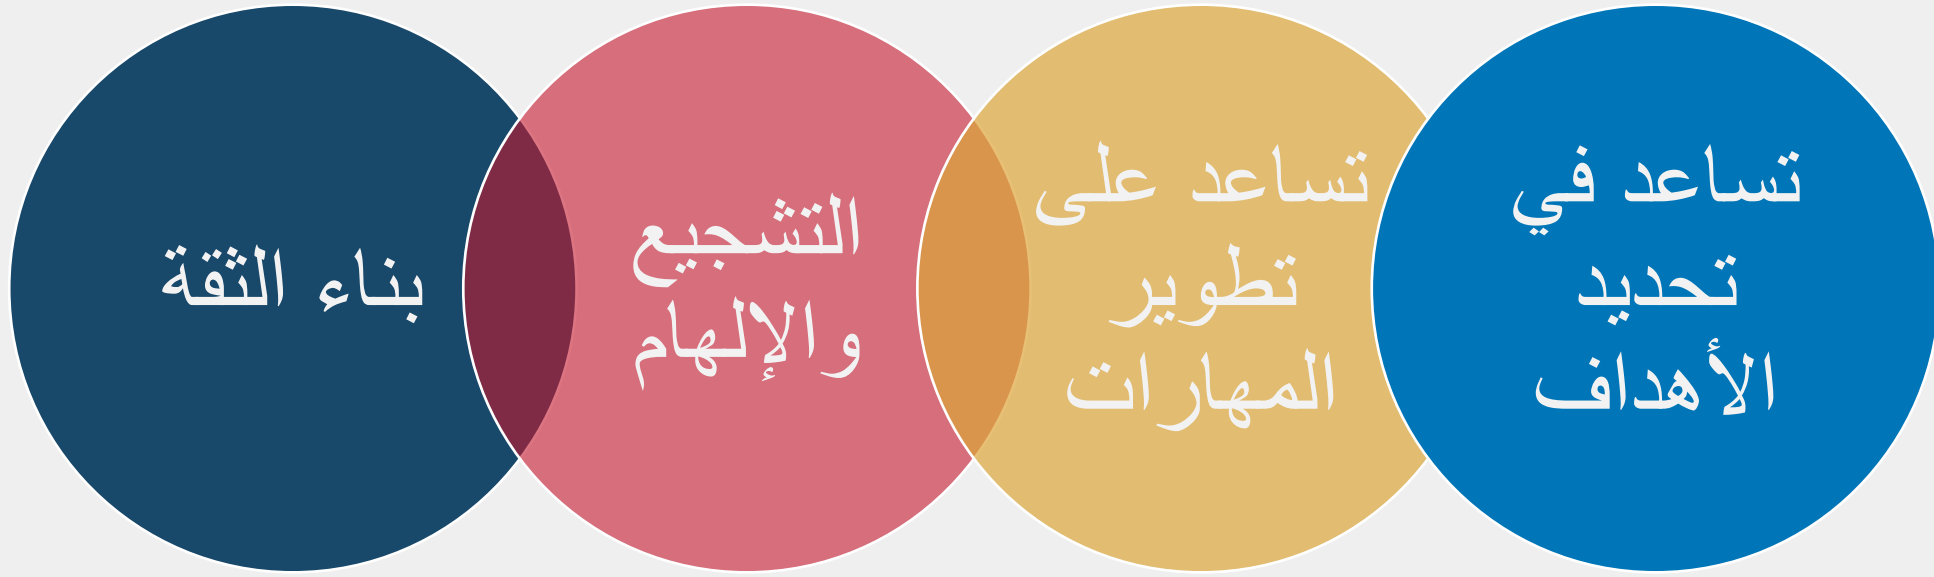 تساعد في
تحديد
الأهداف
تساعد على
تطوير
المهارات
التشجيع
والإلهام
بناء الثقة